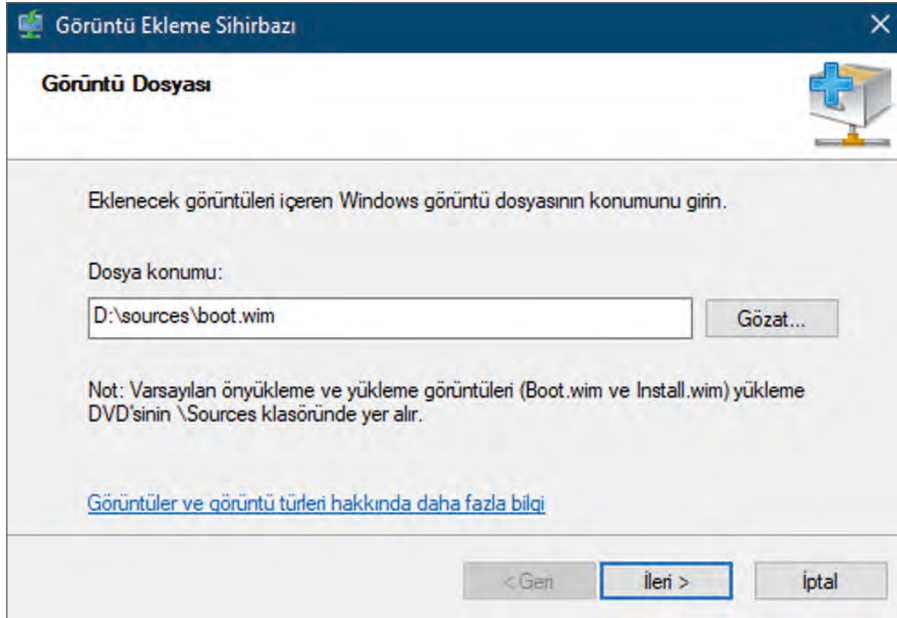 Görüntü Ekleme Sihirbazı
Görüntü Dosyası
Eklenecek görüntüleri içeren Windows görüntü dosyasının konumunu girin.
Dosya konumu:
D:\sources\boot.wim
Gözat...
Not: Varsayılan önyükleme ve yükleme görüntüleri (Boot.wim ve Install.wim) yükleme
DVD'sinin \Sources klasöründe yer alır.
Görüntüler ve görüntü türleri hakkında daha fazla bilgi
< Geri İleri > İptal